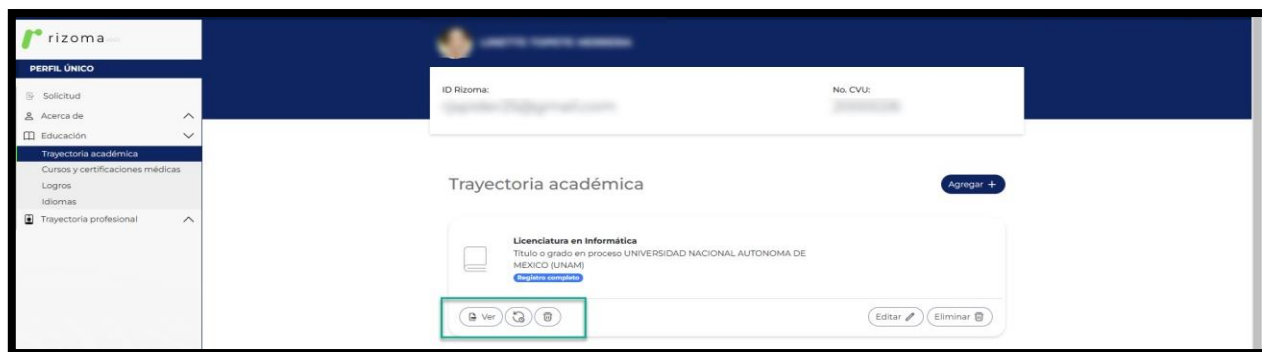 rizoma
PERFIL ÚNICO
Solicitud
Acerca de
Educación
Trayectoria académica
Cursos y certificaciones médicas
Logros
Idiomas
Trayectoria profesional
ID Rizoma:
No. CVU:
Trayectoria académica
Agregar +
Licenciatura en Informática
Título o grado en proceso UNIVERSIDAD NACIONAL AUTONOMA DE
MEXICO (UNAM)
Registro completo
Ver
Editar
Eliminar